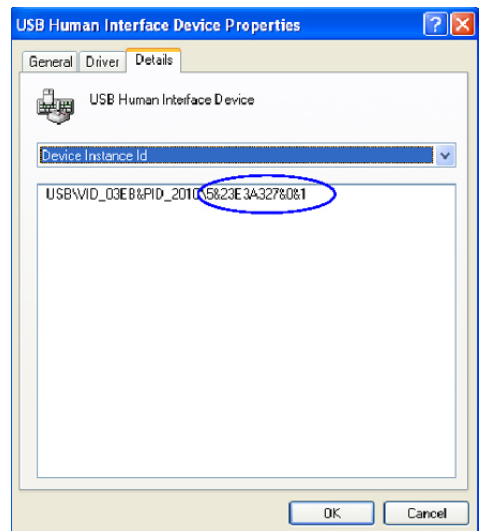 USB Human Interface Device Properties
General Driver Details
USB Human Interface Device
Device Instance Id
USB\VID_03EB&PID_2010\5&23E3A327&0&1
OK Cancel